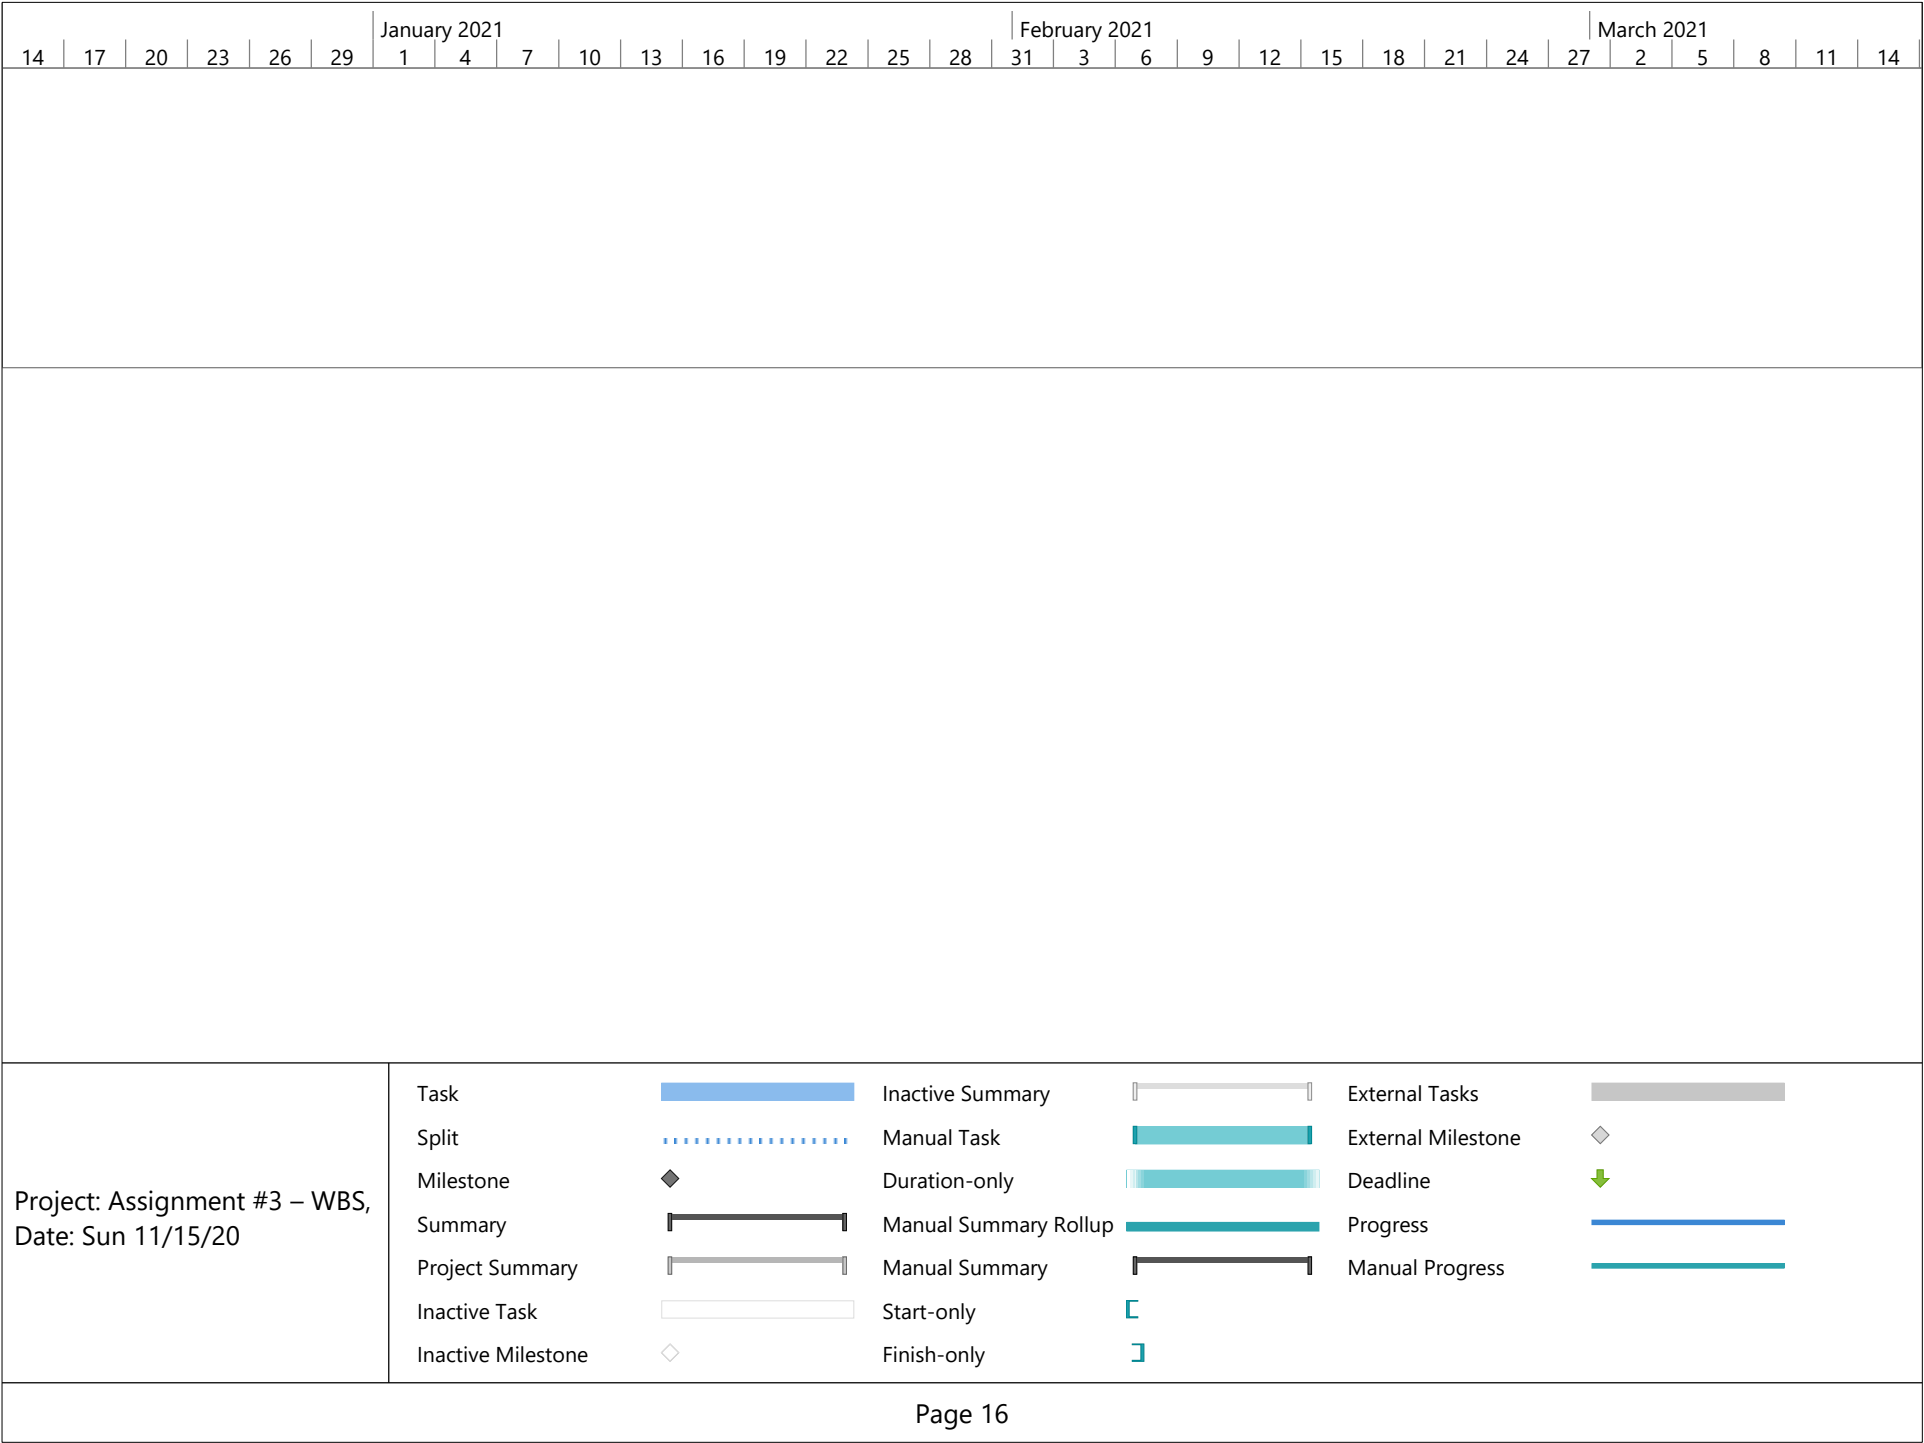 January 2021 February 2021 March 2021
14 17 20 23 26 29 1 4 7 10 13 16 19 22 25 28 31 3 6 9 12 15 18 21 24 27 2 5 8 11 14
Project: Assignment #3 – WBS,
Date: Sun 11/15/20
Task
Split
Milestone
Summary
Project Summary
Inactive Task
Inactive Milestone
Inactive Summary
Manual Task
Duration-only
Manual Summary Rollup
Manual Summary
Start-only
Finish-only
External Tasks
External Milestone
Deadline
Progress
Manual Progress
Page 16